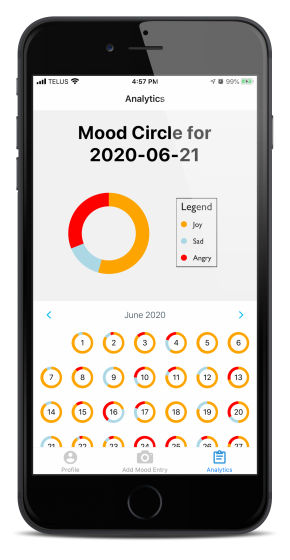 TELUS 4:57 PM 99%
Analytics
Mood Circle for
2020-06-21
Legend
Joy
Sad
Angry
June 2020
1 2 3 4 5 6
7 8 9 10 11 12 13
14 15 16 17 18 19 20
21 22 23 24 25 26 27
Profile Add Mood Entry Analytics